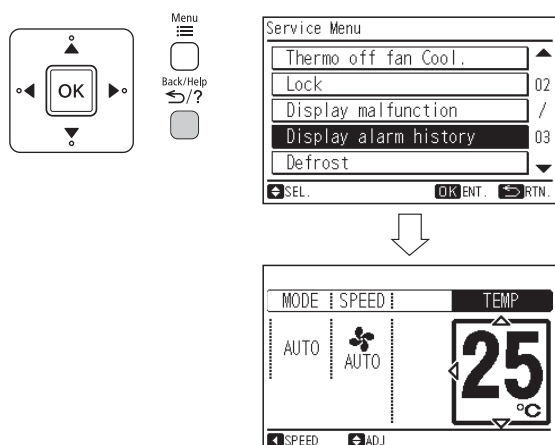 Menu
OK
Back/Help
/?
Service Menu
Thermo off fan Cool.
Lock
02
Display malfunction
/
Display alarm history
03
Defrost
SEL.
OK ENT.
RTN.
MODE
SPEED
TEMP
AUTO
AUTO
25
°C
SPEED
ADJ